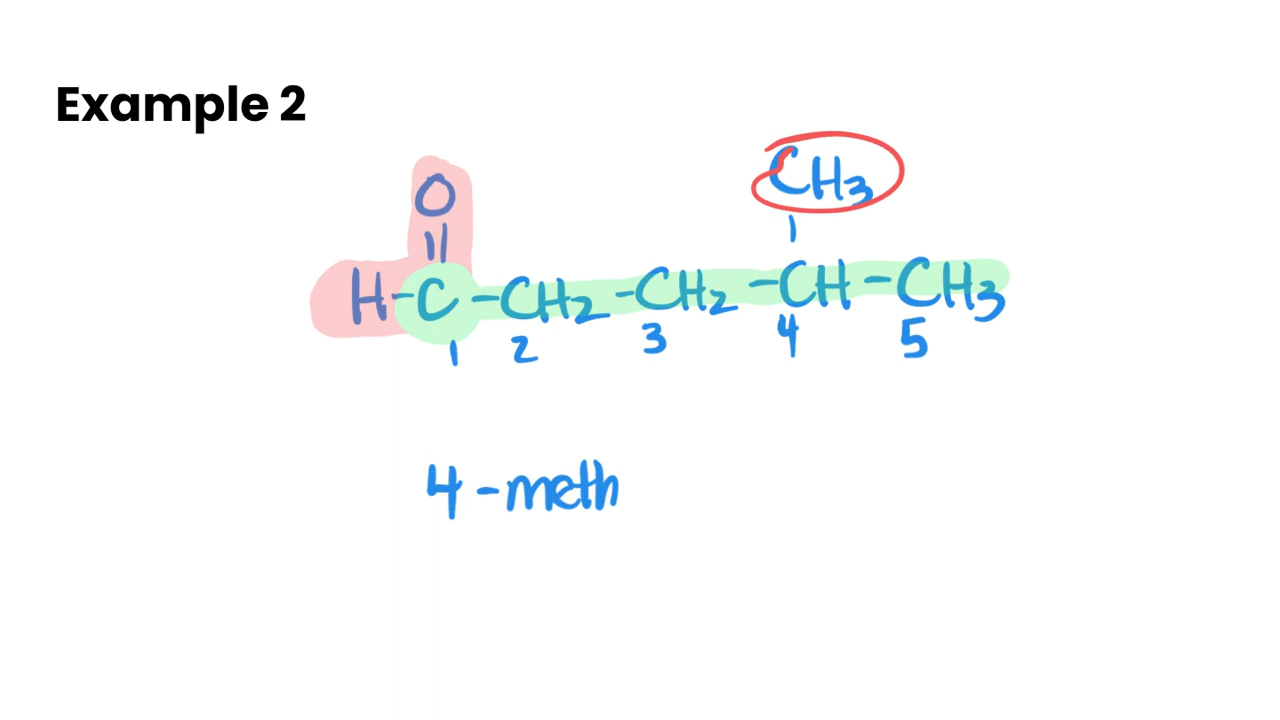 Example 2
CH3
O
H-C-CH2-CH2-CH-CH3
1 2 3 4 5
4-meth